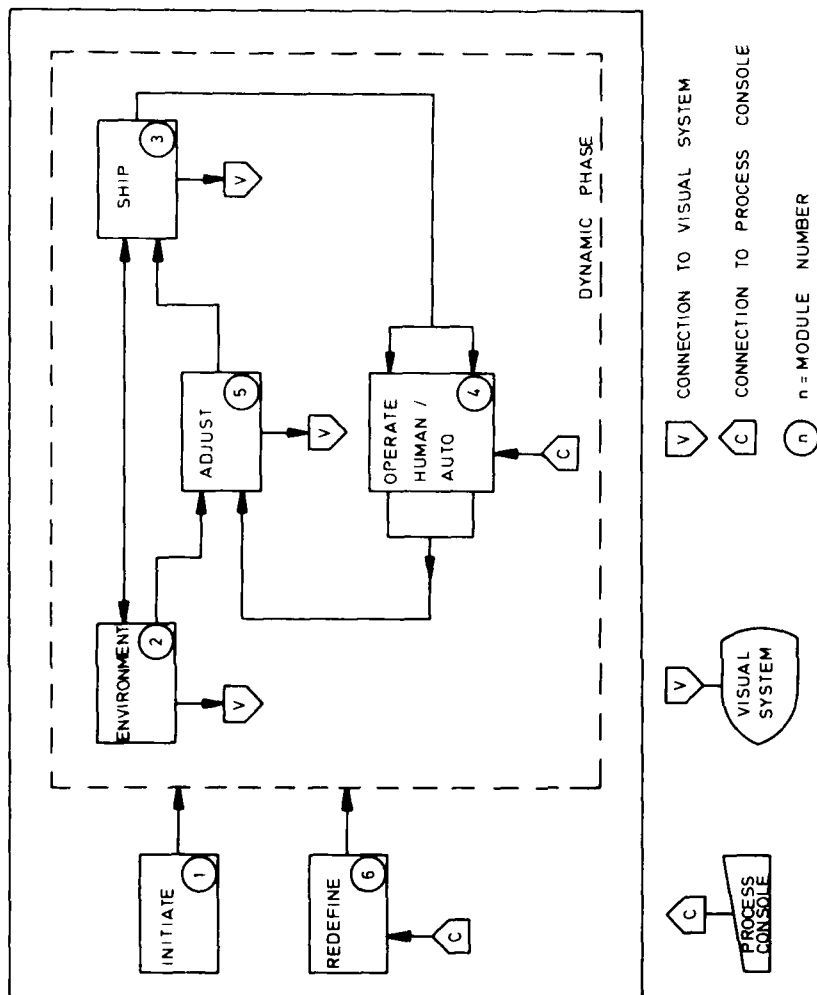 INITIATE
1
ENVIRONMENT
2
V
SHIP
3
V
ADJUST
5
V
REDEFINE
6
C
OPERATE
HUMAN /
AUTO
4
C
DYNAMIC PHASE
C
PROCESS
CONSOLE
V
VISUAL
SYSTEM
V CONNECTION TO VISUAL SYSTEM
C CONNECTION TO PROCESS CONSOLE
n n = MODULE NUMBER